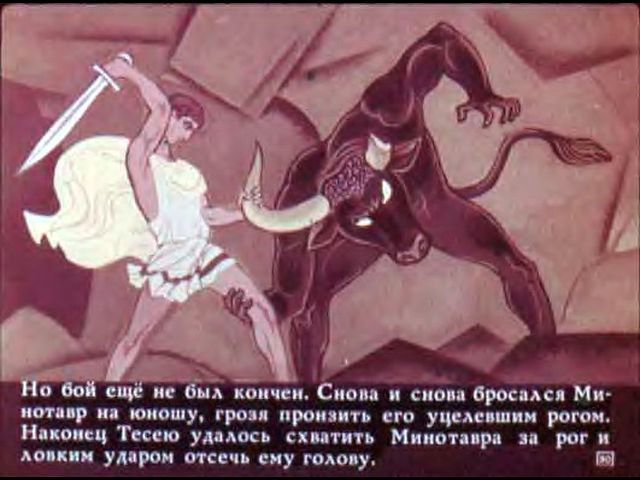 Но бой ещё не был кончен. Снова и снова бросался Ми-
нотавр на юношу, грозя пронзить его уцелевшим рогом.
Наконец Тесею удалось схватить Минотавра за рог и
ловким ударом отсечь ему голову.
30